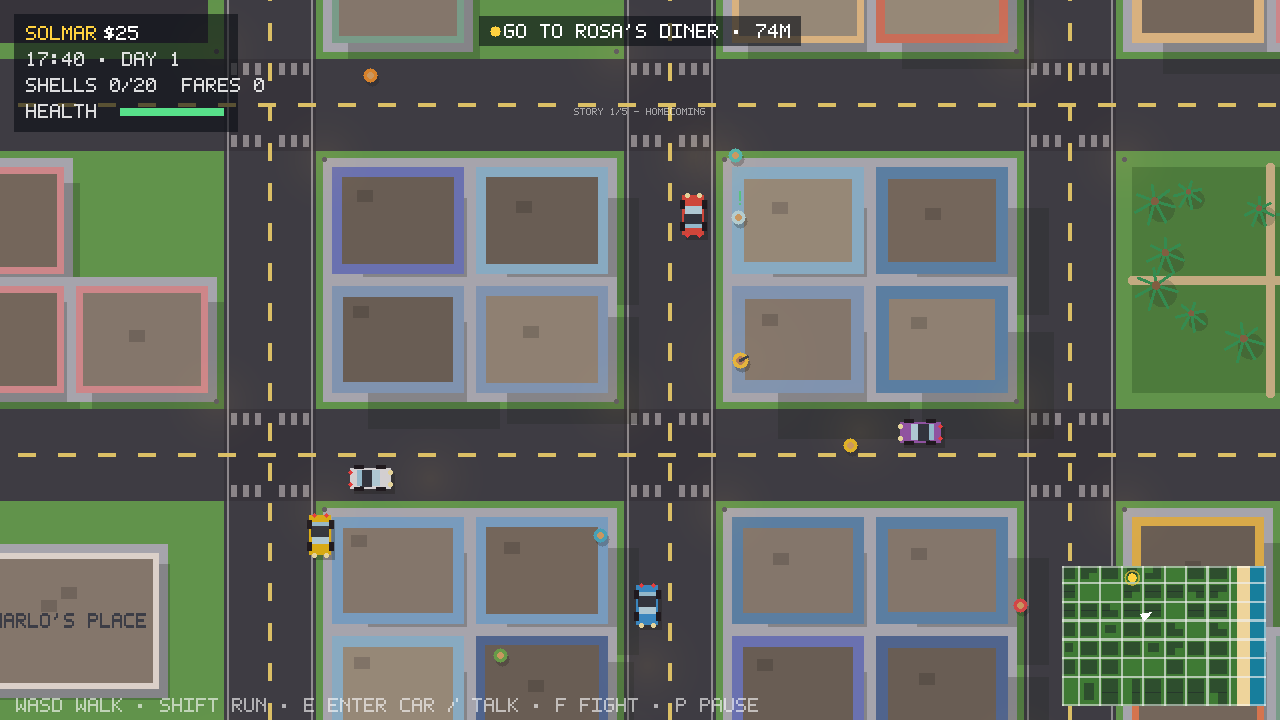 SOLMAR $25
17:40 · DAY 1
SHELLS 0/20 FARES 0
HEALTH
GO TO ROSA'S DINER · 74M
STORY 1/5 — HOMECOMING
ARLO'S PLACE
WASD WALK · SHIFT RUN · E ENTER CAR / TALK · F FIGHT · P PAUSE